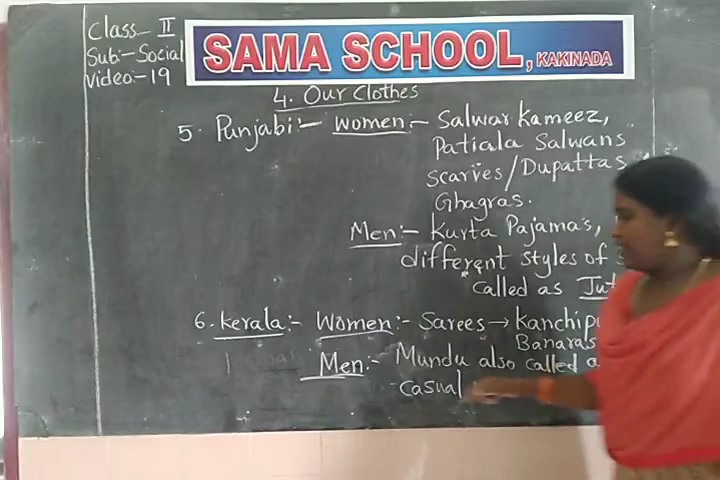 Class II
Sub:- Social
Video:- 19
SAMA SCHOOL, KAKINADA
4. Our Clothes
5. Punjabi:- Women:- Salwar Kameez,
Patiala Salwans
Scarves/Dupattas
Ghagras.
Men:- Kurta Pajama's,
different styles of
called as
6. Kerala:- Women:- Sarees →
Men:- Mundu also called
casual